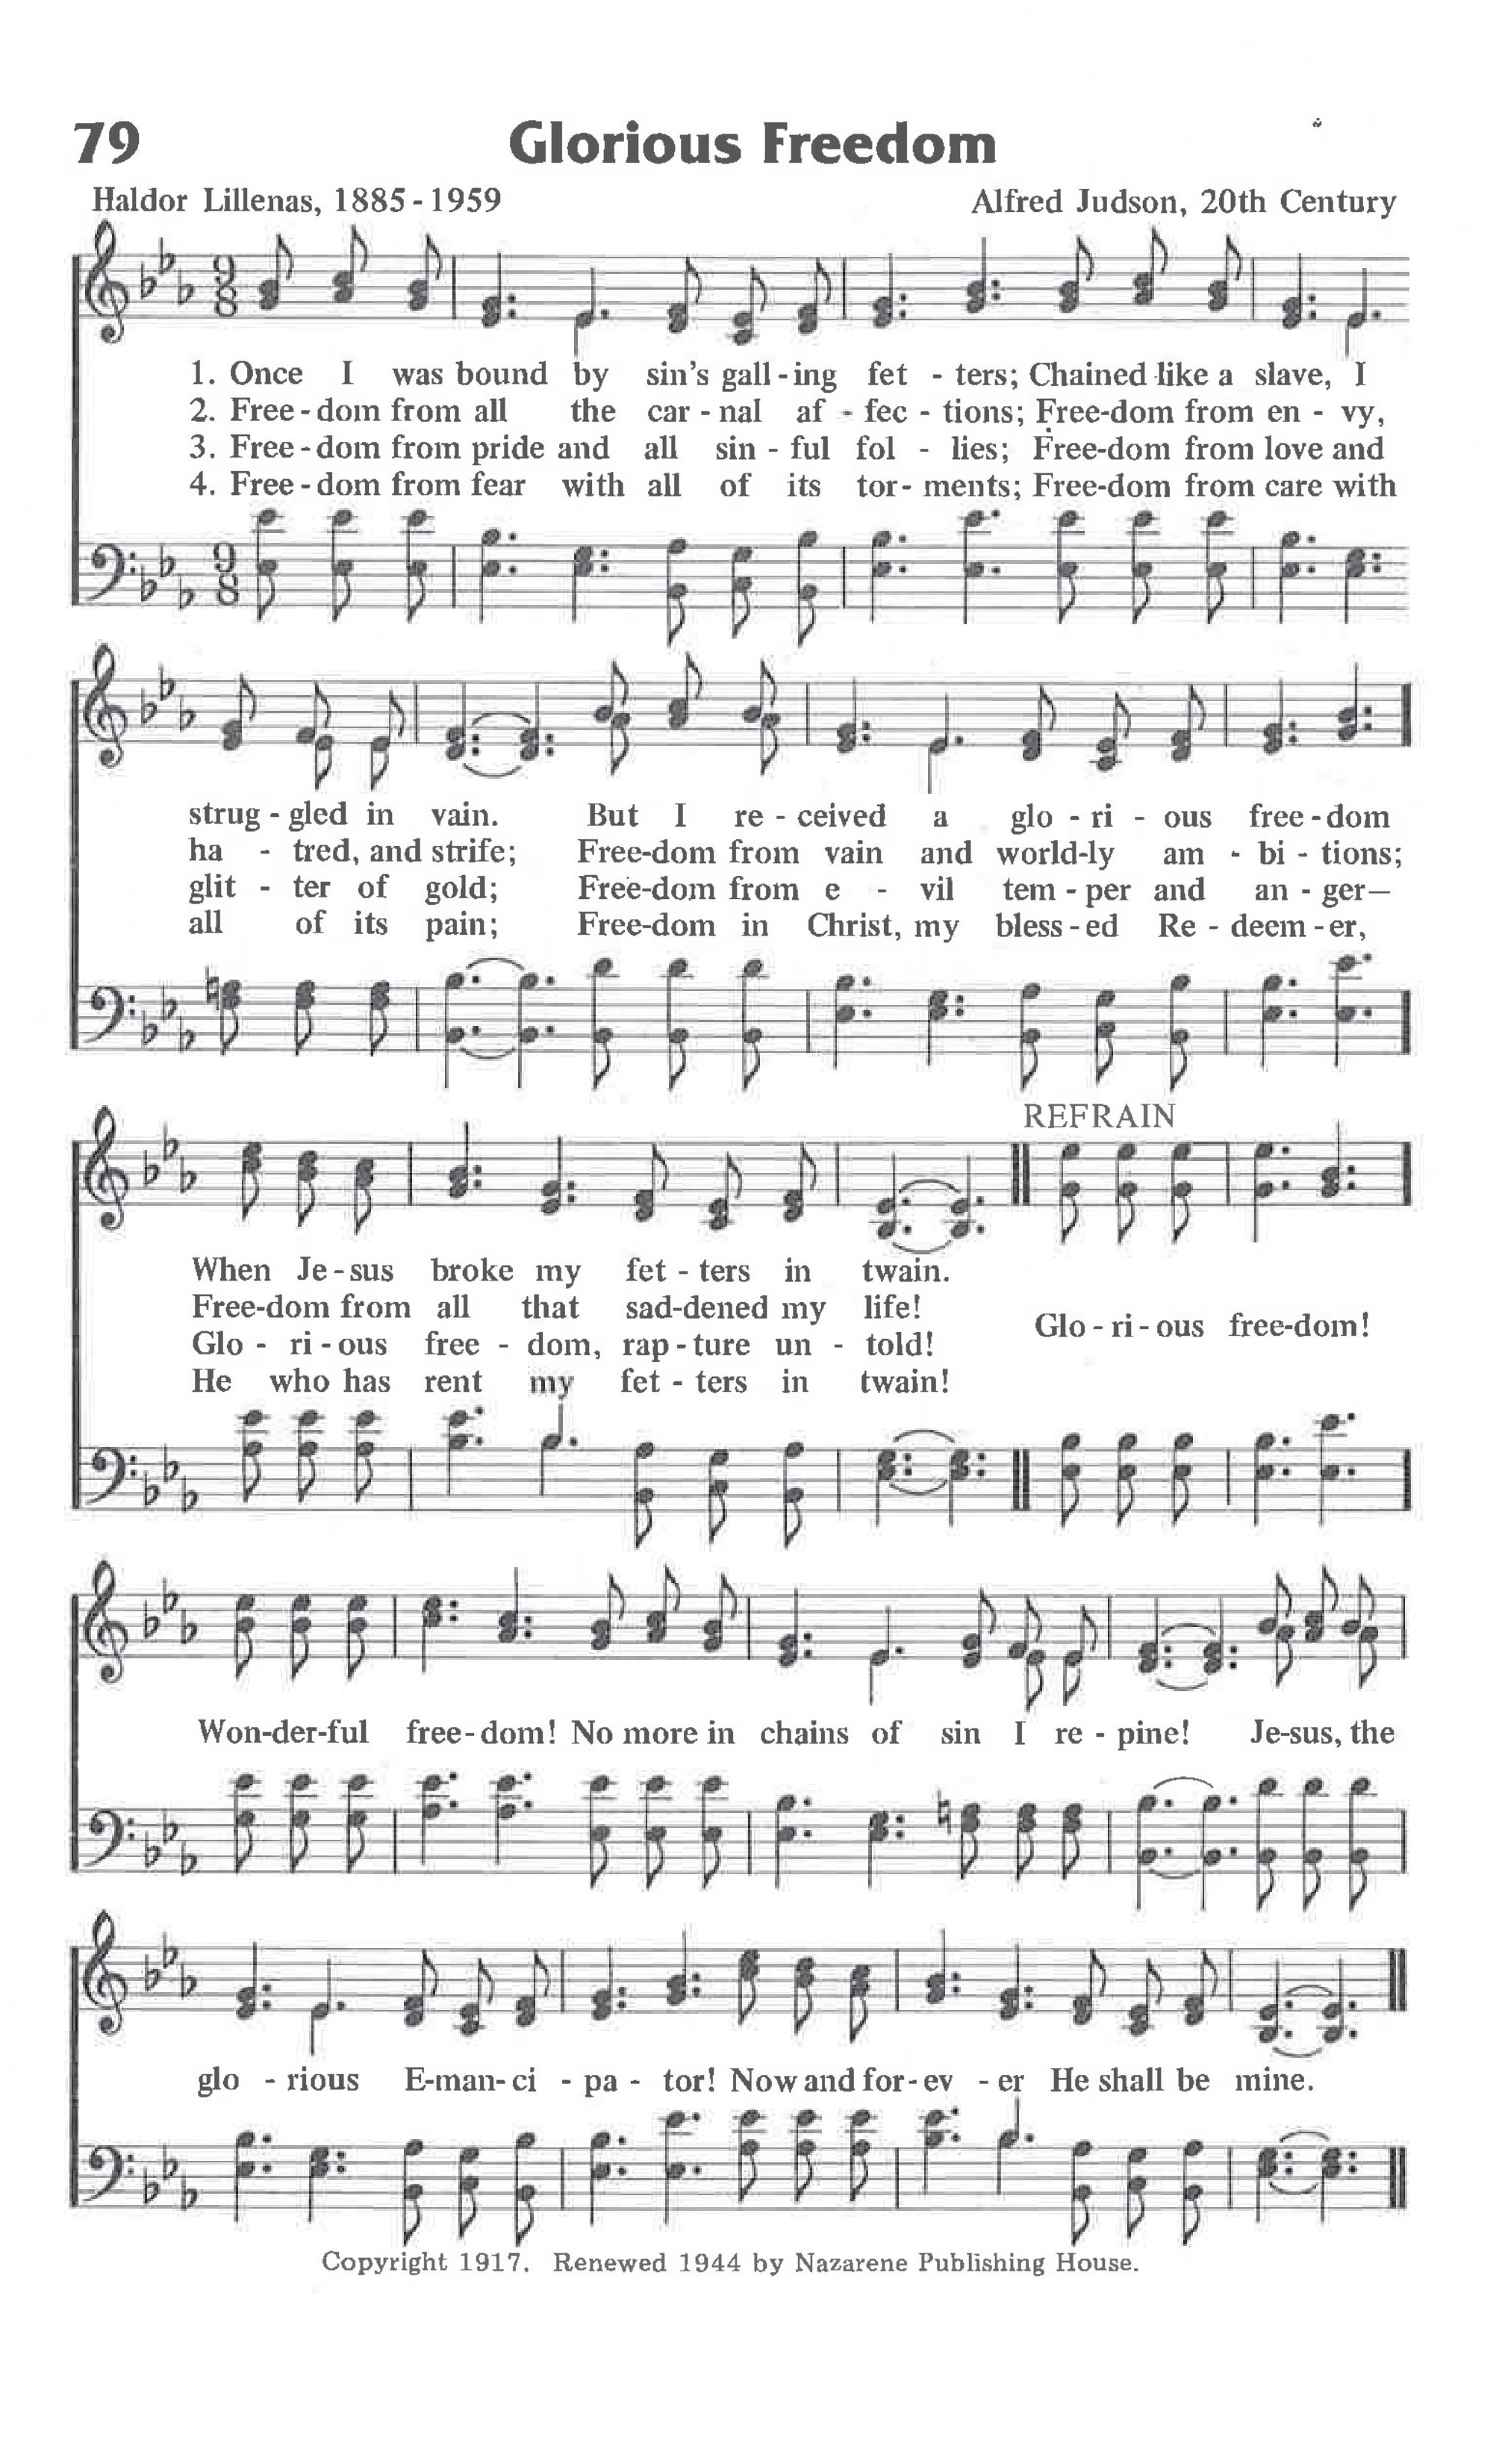 79
Glorious Freedom
Haldor Lillenas, 1885-1959
Alfred Judson, 20th Century
1. Once I was bound by sin's gall-ing fet - ters; Chained like a slave, I
2. Free-dom from all the car-nal af - fec - tions; Free-dom from en - vy,
3. Free-dom from pride and all sin - ful fol - lies; Free-dom from love and
4. Free-dom from fear with all of its tor- ments; Free-dom from care with
strug - gled in vain. But I re - ceived a glo - ri - ous free-dom
ha - tred, and strife; Free-dom from vain and world-ly am - bi - tions;
glit - ter of gold; Free-dom from e - vil tem - per and an - ger—
all of its pain; Free-dom in Christ, my bless-ed Re - deem - er,
REFRAIN
When Je-sus broke my fet - ters in twain.
Free-dom from all that sad-dened my life!
Glo - ri - ous free - dom, rap-ture un - told!
He who has rent my fet - ters in twain!
Glo-ri-ous free-dom!
Won-der-ful free-dom! No more in chains of sin I re - pine! Je-sus, the
glo - rious E-man-ci - pa - tor! Now and for-ev - er He shall be mine.
Copyright 1917. Renewed 1944 by Nazarene Publishing House.